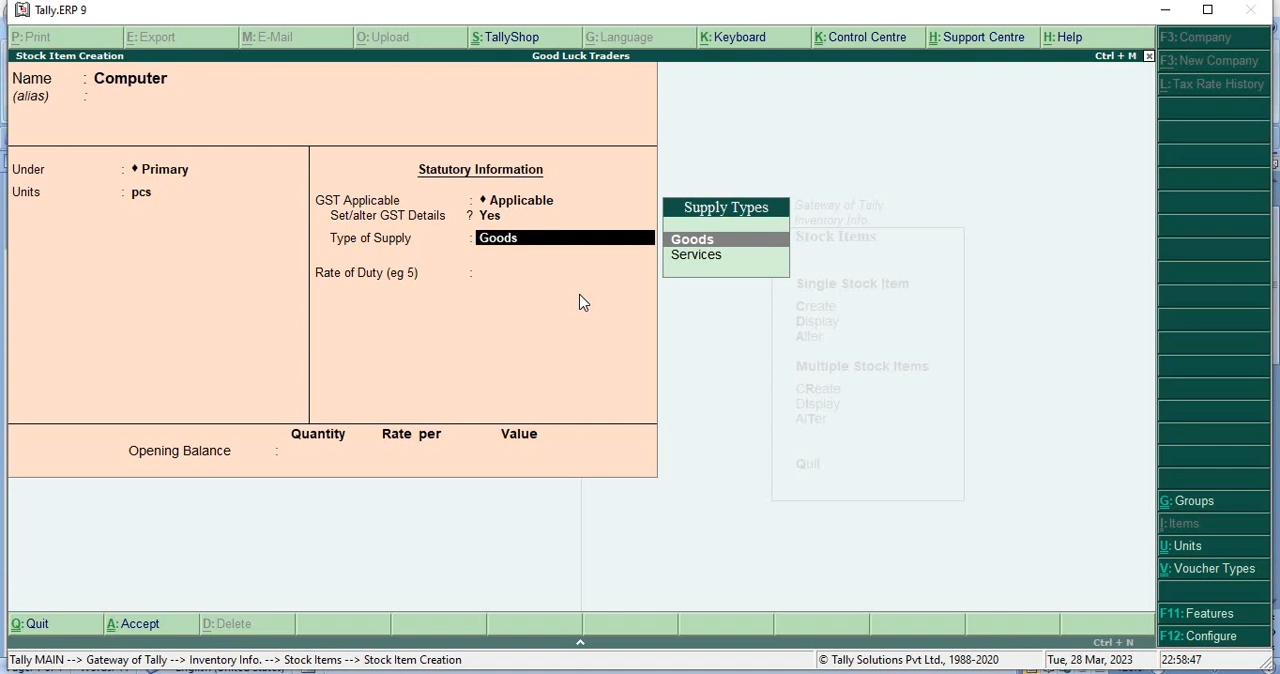 Tally.ERP 9
P: Print E: Export M: E-Mail O: Upload S: TallyShop G: Language K: Keyboard K: Control Centre H: Support Centre H: Help
F3: Company
Stock Item Creation Good Luck Traders Ctrl + M
F3: New Company
L: Tax Rate History
Name : Computer
(alias) :
Under : ♦ Primary
Units : pcs
Statutory Information
GST Applicable : ♦ Applicable
Set/alter GST Details ? Yes
Type of Supply : Goods
Rate of Duty (eg 5) :
Supply Types
Goods
Services
Gateway of Tally
Inventory Info.
Stock Items
Single Stock Item
Create
Display
Alter
Multiple Stock Items
CReate
DIsplay
AlTer
Quit
Quantity Rate per Value
Opening Balance :
G: Groups
I: Items
U: Units
V: Voucher Types
F11: Features
F12: Configure
Q: Quit A: Accept D: Delete
Ctrl + N
Tally MAIN --> Gateway of Tally --> Inventory Info. --> Stock Items --> Stock Item Creation © Tally Solutions Pvt Ltd., 1988-2020 Tue, 28 Mar, 2023 22:58:47